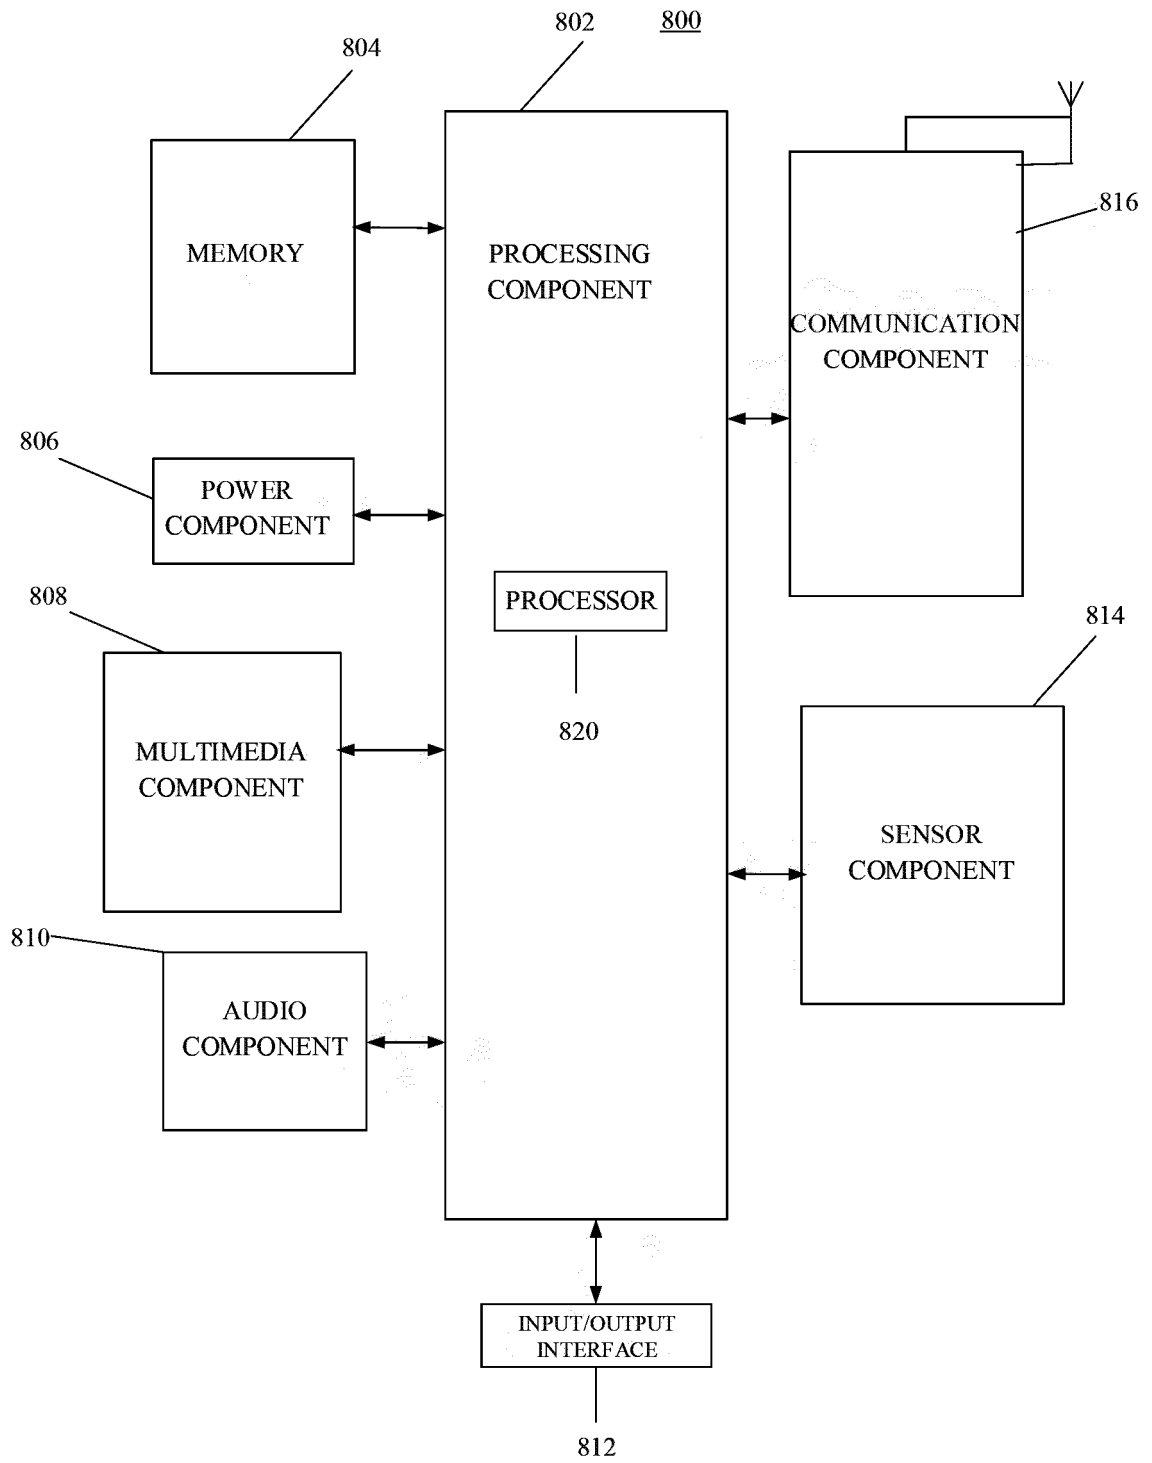 802
800
804
816
MEMORY
PROCESSING
COMPONENT
COMMUNICATION
COMPONENT
806
POWER
COMPONENT
808
PROCESSOR
814
820
MULTIMEDIA
COMPONENT
SENSOR
COMPONENT
810
AUDIO
COMPONENT
INPUT/OUTPUT
INTERFACE
812